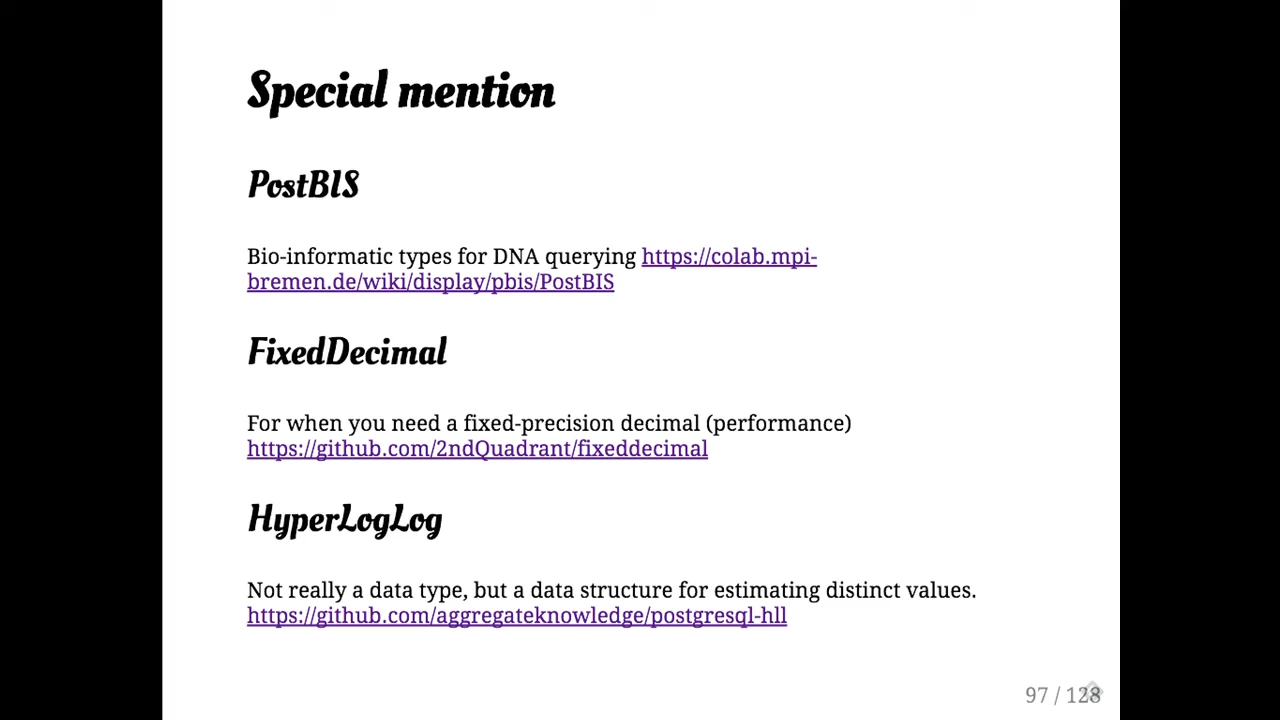 Special mention
PostBIS
Bio-informatic types for DNA querying https://colab.mpi-
bremen.de/wiki/display/pbis/PostBIS
FixedDecimal
For when you need a fixed-precision decimal (performance)
https://github.com/2ndQuadrant/fixeddecimal
HyperLogLog
Not really a data type, but a data structure for estimating distinct values.
https://github.com/aggregateknowledge/postgresql-hll
97 / 128